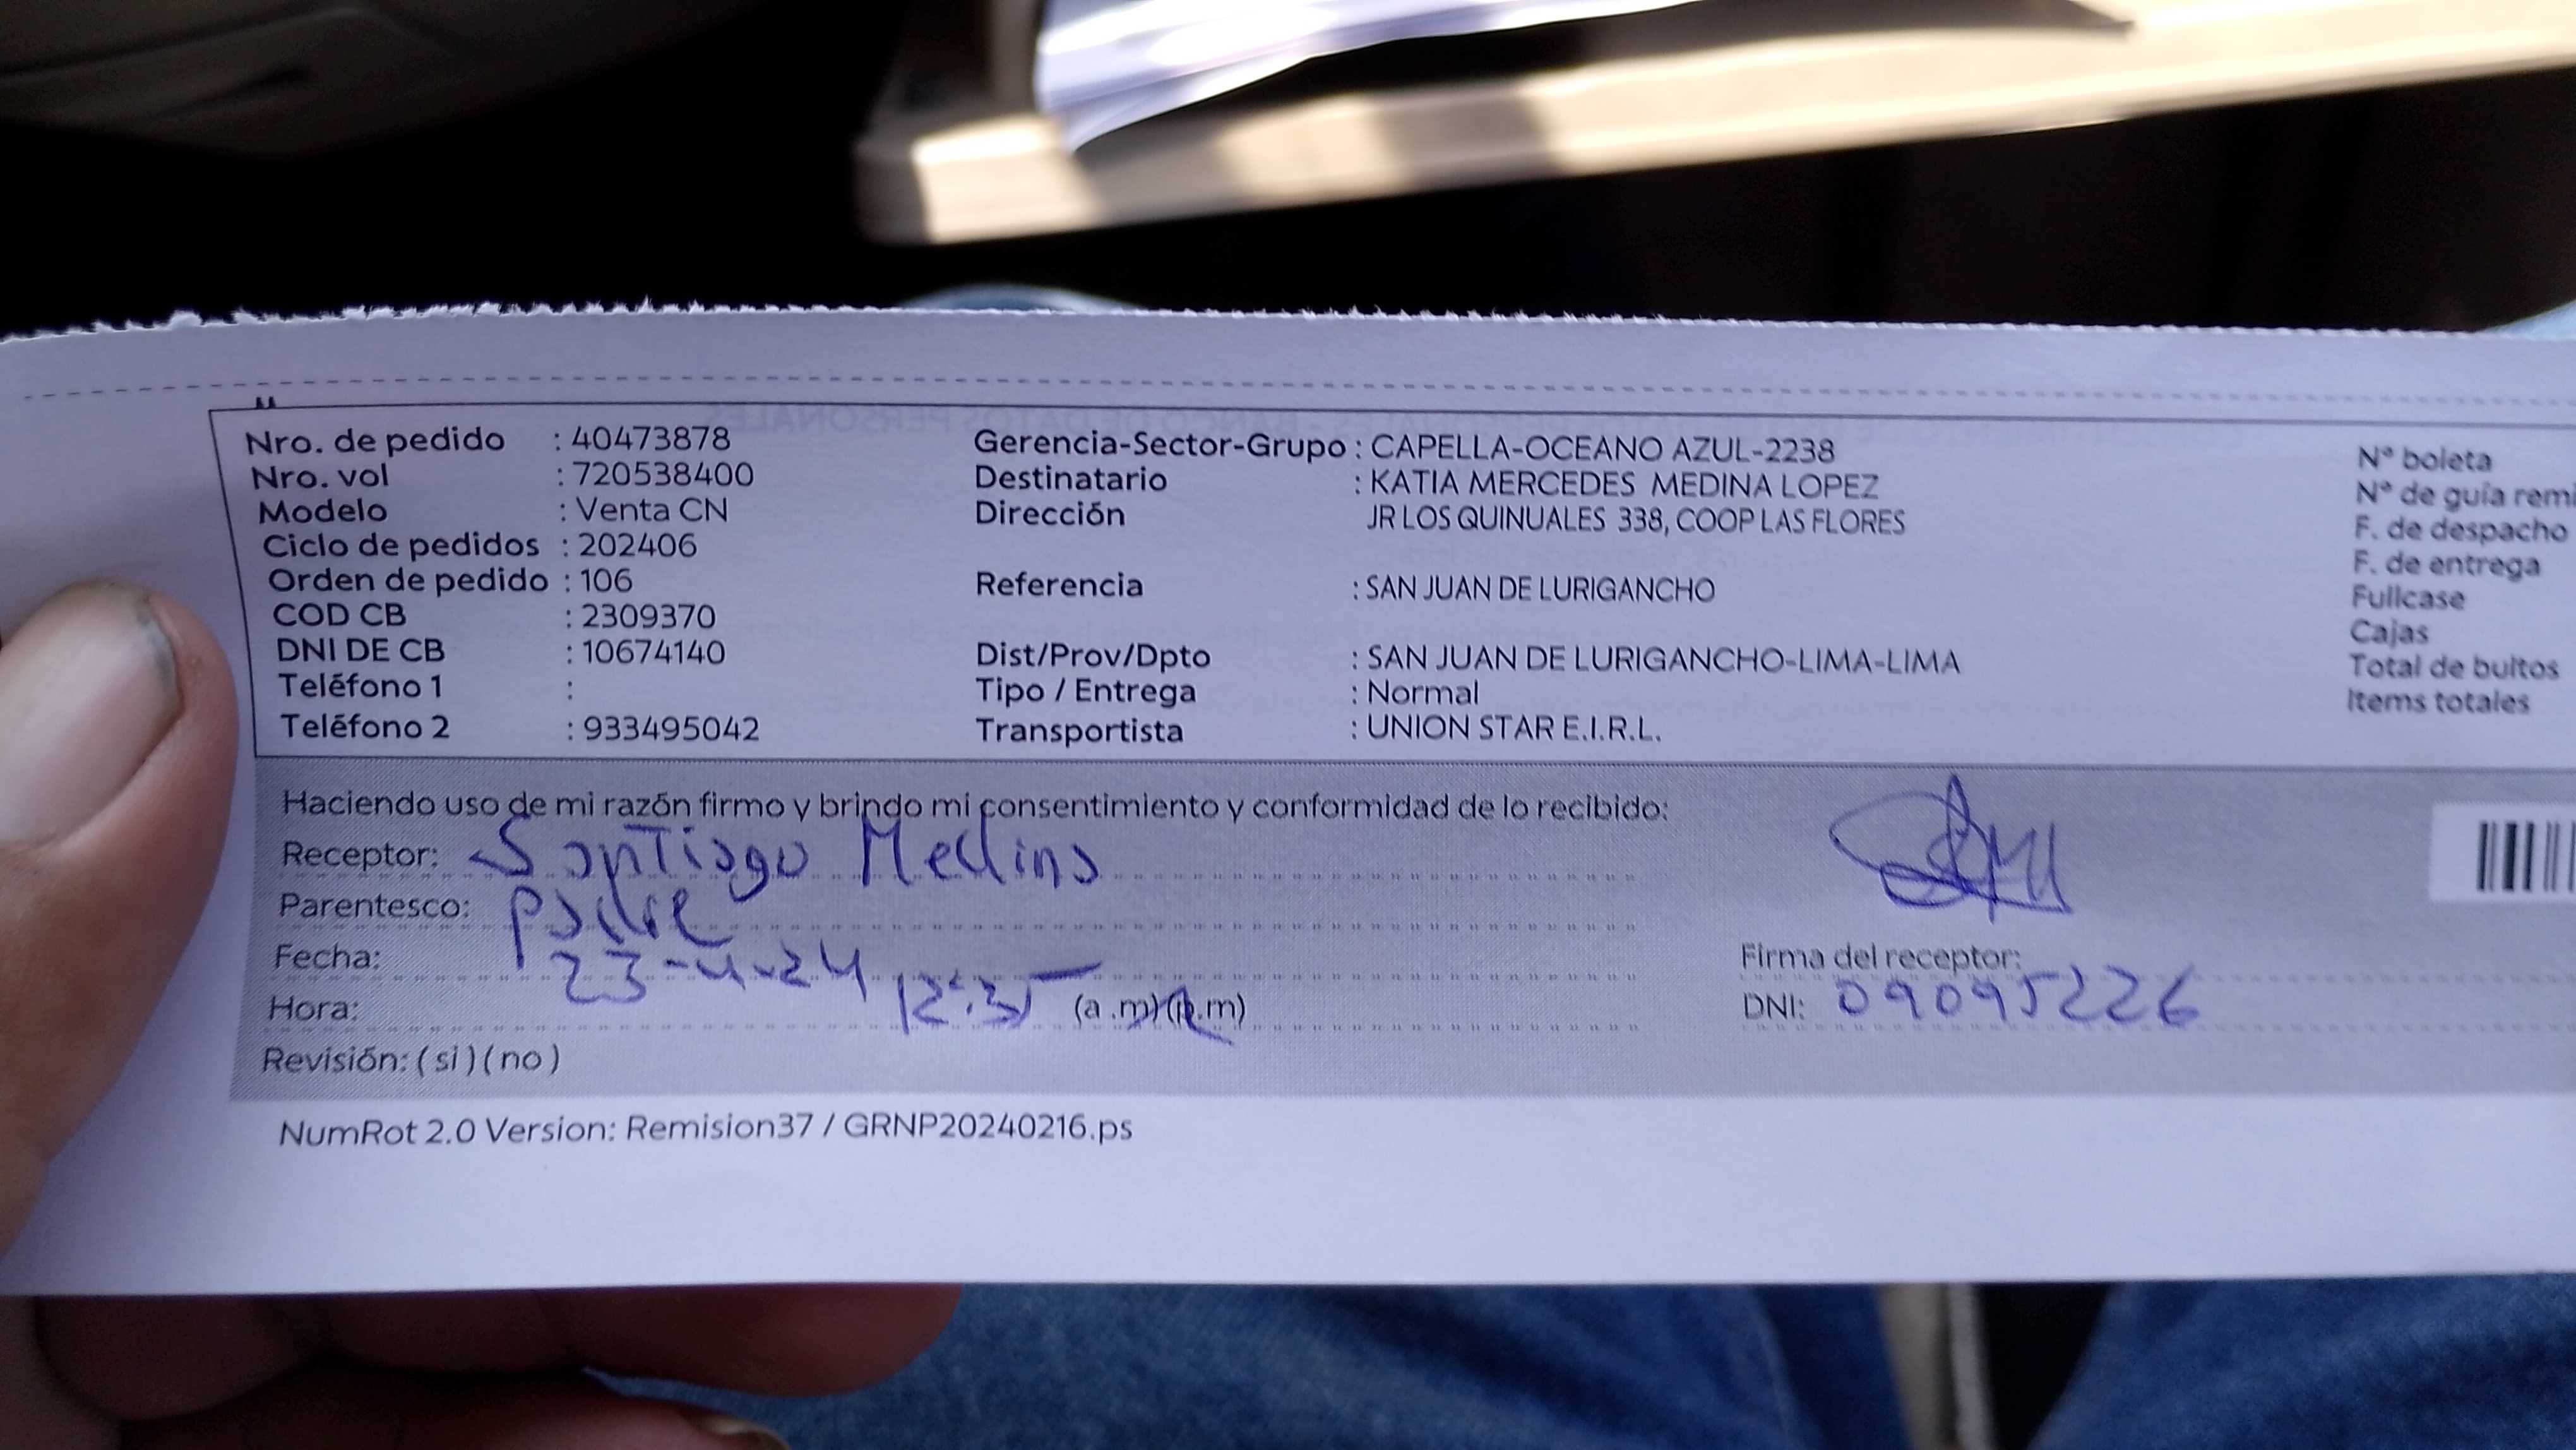 Nro. de pedido : 40473878
Nro. vol : 720538400
Modelo : Venta CN
Ciclo de pedidos : 202406
Orden de pedido : 106
COD CB : 2309370
DNI DE CB : 10674140
Teléfono 1 :
Teléfono 2 : 933495042
Gerencia-Sector-Grupo : CAPELLA-OCEANO AZUL-2238
Destinatario : KATIA MERCEDES MEDINA LOPEZ
Dirección JR LOS QUINUALES 338, COOP LAS FLORES
Referencia : SAN JUAN DE LURIGANCHO
Dist/Prov/Dpto : SAN JUAN DE LURIGANCHO-LIMA-LIMA
Tipo / Entrega : Normal
Transportista : UNION STAR E.I.R.L.
N° boleta
N° de guía remi
F. de despacho
F. de entrega
Fullcase
Cajas
Total de bultos
Items totales
Haciendo uso de mi razón firmo y brindo mi consentimiento y conformidad de lo recibido:
Receptor: Santiago Medina
Parentesco: padre
Fecha: 23-4-24
Hora: 12:35 (a.m)(p.m)
Revisión: (si)(no)
Firma del receptor:
DNI: 09095226
NumRot 2.0 Version: Remision37 / GRNP20240216.ps